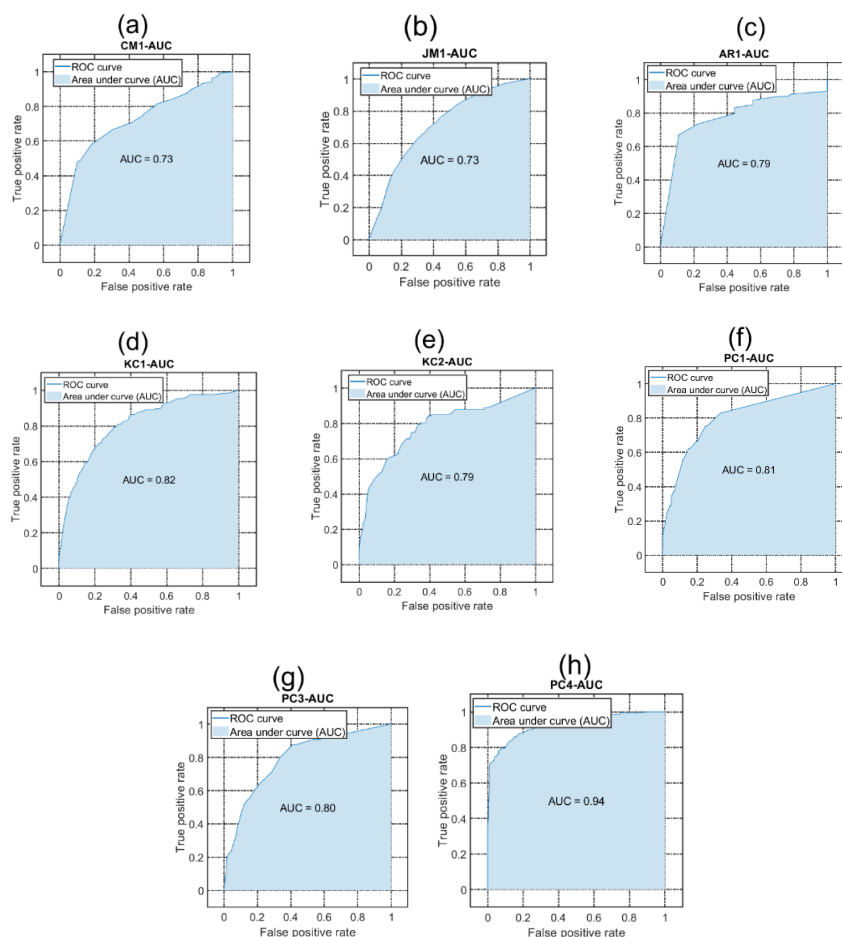 (a)
CM1-AUC
ROC curve
Area under curve (AUC)
1
0.8
0.6
0.4
0.2
0
True positive rate
AUC = 0.73
0 0.2 0.4 0.6 0.8 1
False positive rate
(b)
JM1-AUC
ROC curve
Area under curve (AUC)
1
0.8
0.6
0.4
0.2
0
True positive rate
AUC = 0.73
0 0.2 0.4 0.6 0.8 1
False positive rate
(c)
AR1-AUC
ROC curve
Area under curve (AUC)
1
0.8
0.6
0.4
0.2
0
True positive rate
AUC = 0.79
0 0.2 0.4 0.6 0.8 1
False positive rate
(d)
KC1-AUC
ROC curve
Area under curve (AUC)
1
0.8
0.6
0.4
0.2
0
True positive rate
AUC = 0.82
0 0.2 0.4 0.6 0.8 1
False positive rate
(e)
KC2-AUC
ROC curve
Area under curve (AUC)
1
0.8
0.6
0.4
0.2
0
True positive rate
AUC = 0.79
0 0.2 0.4 0.6 0.8 1
False positive rate
(f)
PC1-AUC
ROC curve
Area under curve (AUC)
1
0.8
0.6
0.4
0.2
0
True positive rate
AUC = 0.81
0 0.2 0.4 0.6 0.8 1
False positive rate
(g)
PC3-AUC
ROC curve
Area under curve (AUC)
1
0.8
0.6
0.4
0.2
0
True positive rate
AUC = 0.80
0 0.2 0.4 0.6 0.8 1
False positive rate
(h)
PC4-AUC
ROC curve
Area under curve (AUC)
1
0.8
0.6
0.4
0.2
0
True positive rate
AUC = 0.94
0 0.2 0.4 0.6 0.8 1
False positive rate